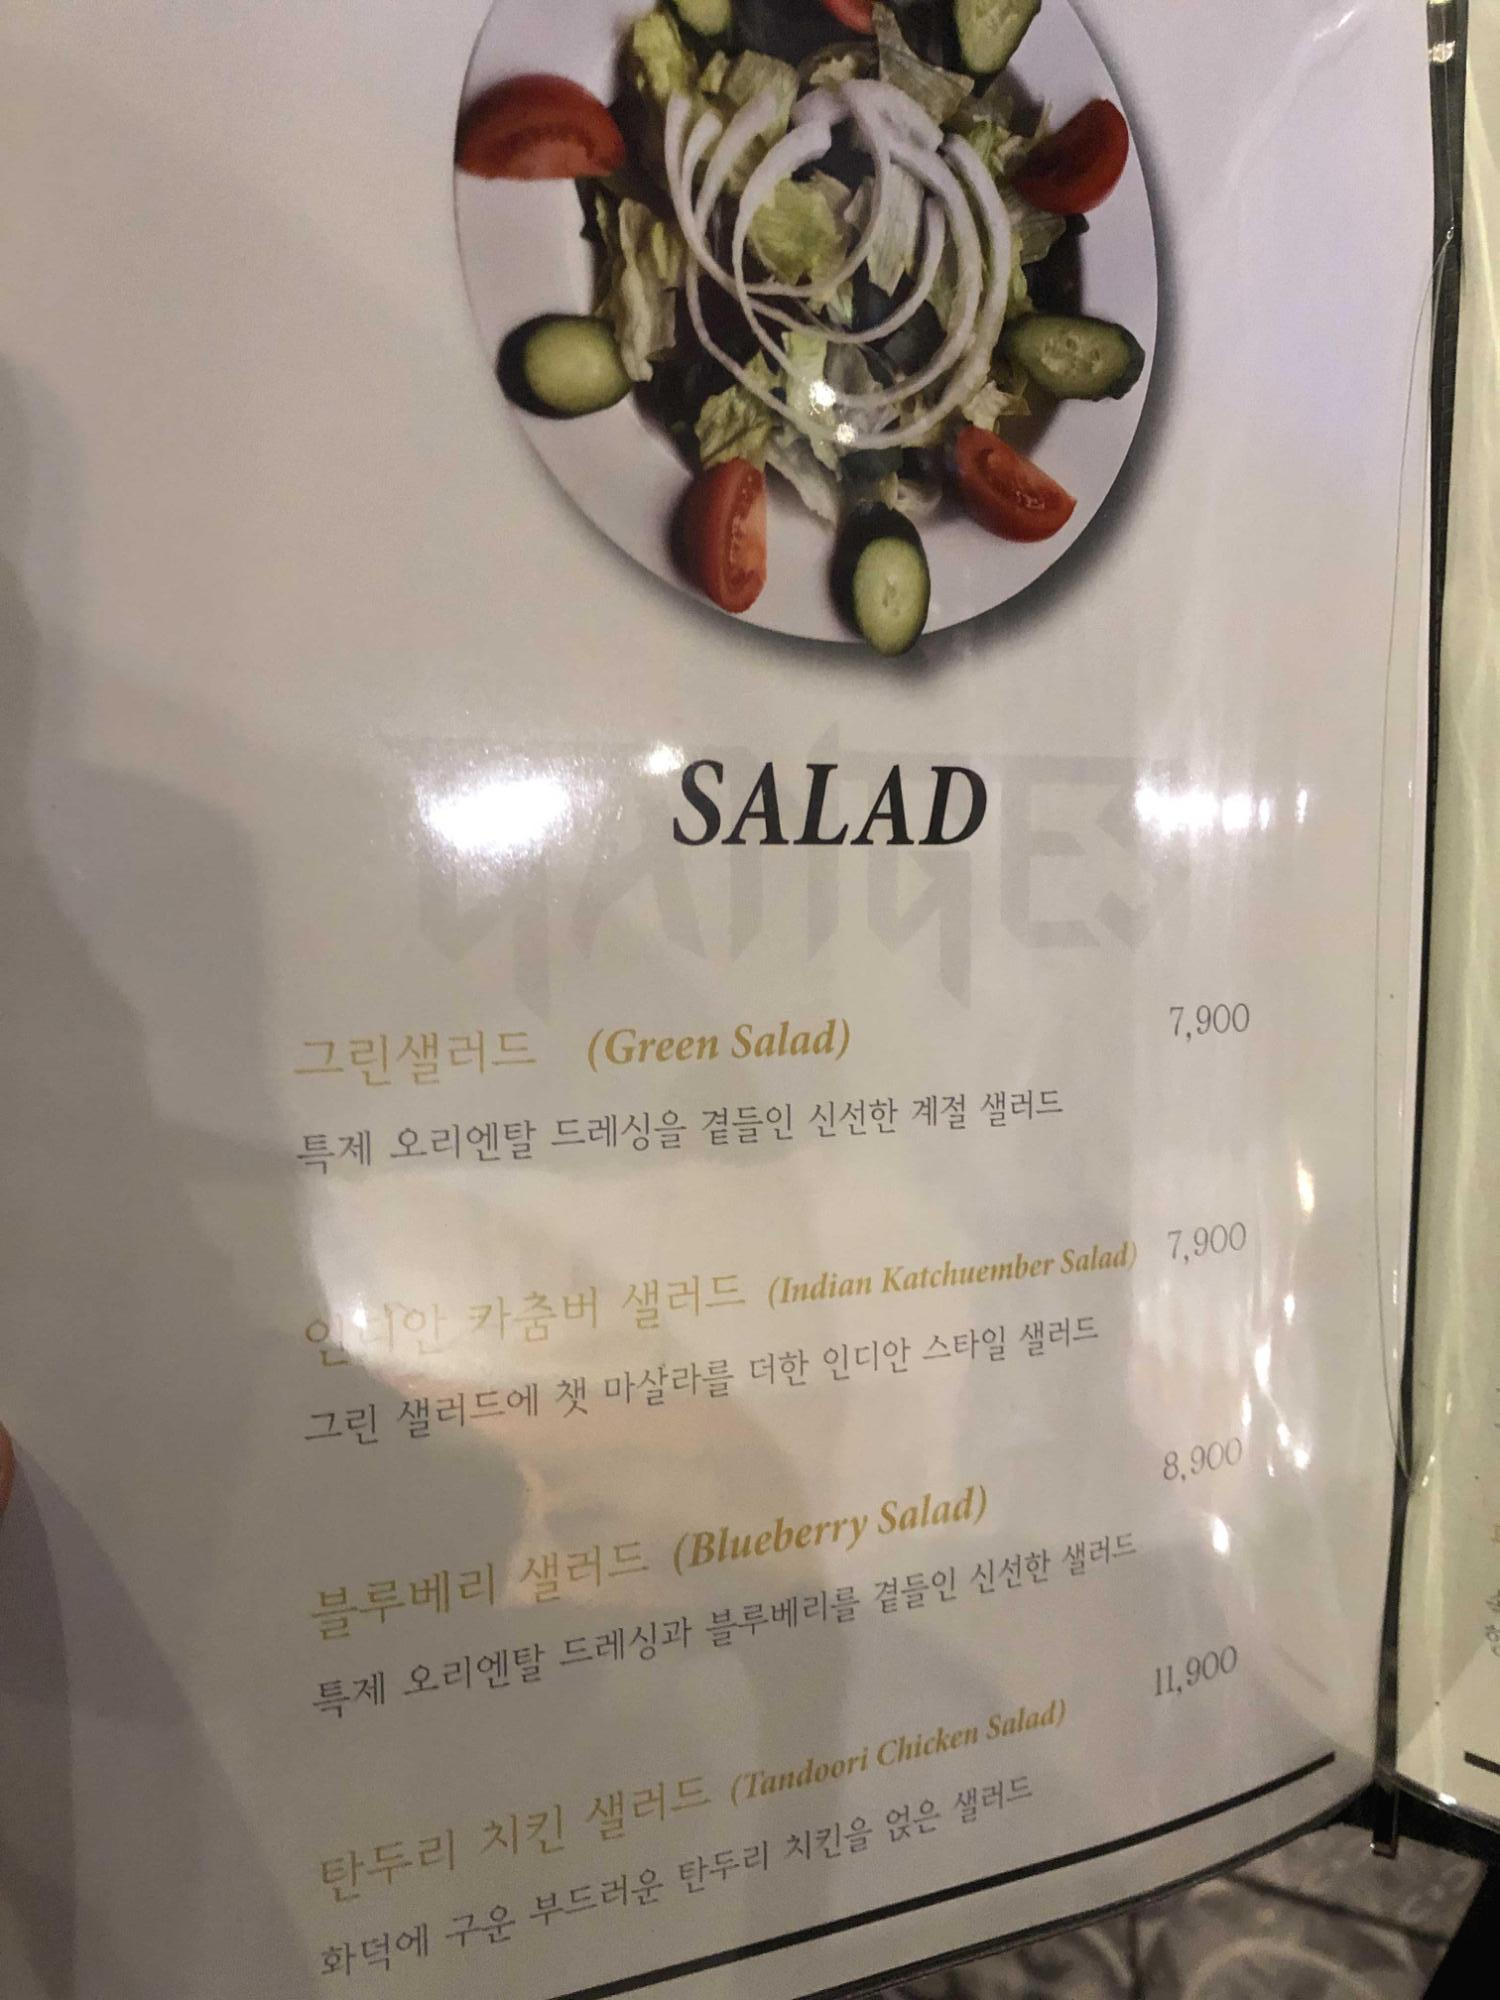 SALAD
그린샐러드 (Green Salad) 7,900
특제 오리엔탈 드레싱을 곁들인 신선한 계절 샐러드
인디안 카춤버 샐러드 (Indian Katchuember Salad) 7,900
그린 샐러드에 챗 마살라를 더한 인디안 스타일 샐러드
블루베리 샐러드 (Blueberry Salad) 8,900
특제 오리엔탈 드레싱과 블루베리를 곁들인 신선한 샐러드
탄두리 치킨 샐러드 (Tandoori Chicken Salad) 11,900
화덕에 구운 부드러운 탄두리 치킨을 얹은 샐러드